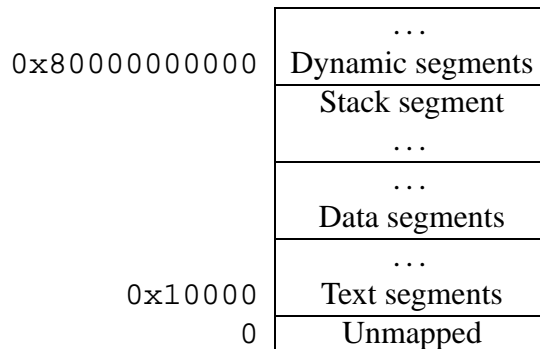 . . .
0x80000000000 Dynamic segments
Stack segment
. . .
. . .
Data segments
. . .
0x10000 Text segments
0 Unmapped